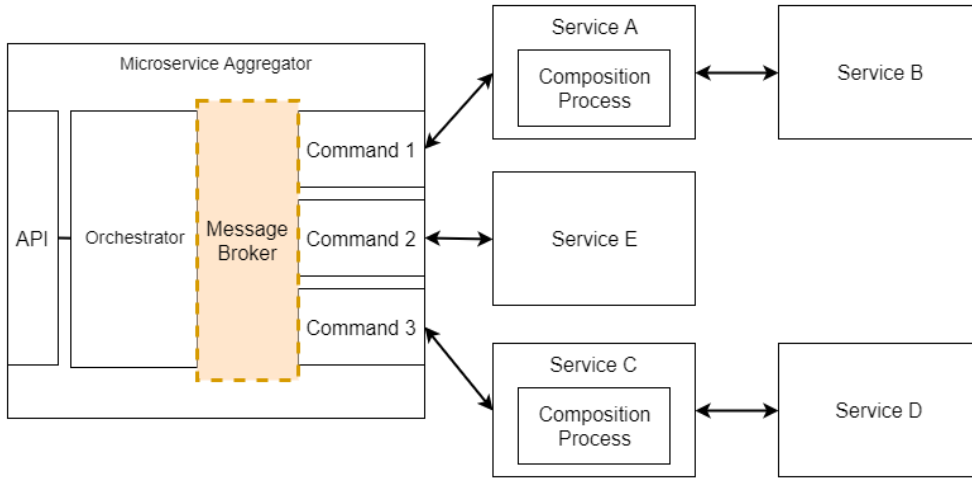 Microservice Aggregator
API
Orchestrator
Message
Broker
Command 1
Command 2
Command 3
Service A
Composition
Process
Service B
Service E
Service C
Composition
Process
Service D